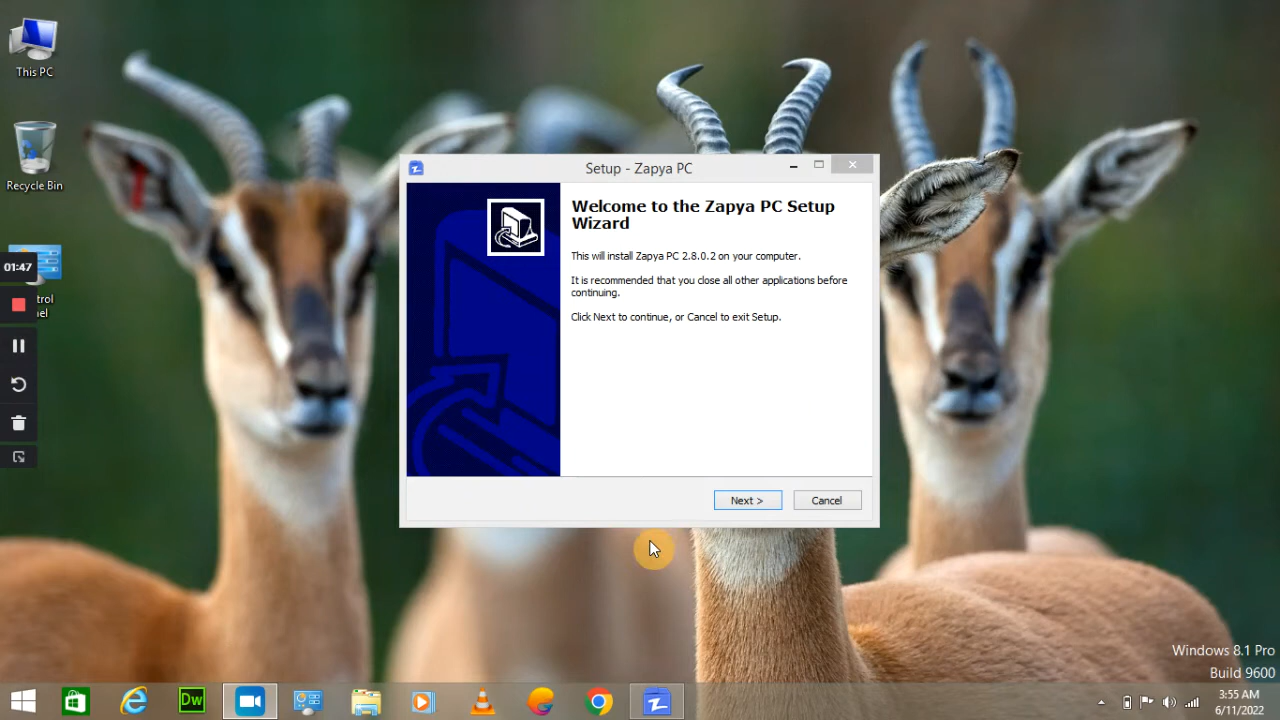 This PC
Recycle Bin
01:47
Setup - Zapya PC
Welcome to the Zapya PC Setup
Wizard
This will install Zapya PC 2.8.0.2 on your computer.
It is recommended that you close all other applications before
continuing.
Click Next to continue, or Cancel to exit Setup.
Next >
Cancel
Windows 8.1 Pro
Build 9600
Dw
3:55 AM
6/11/2022